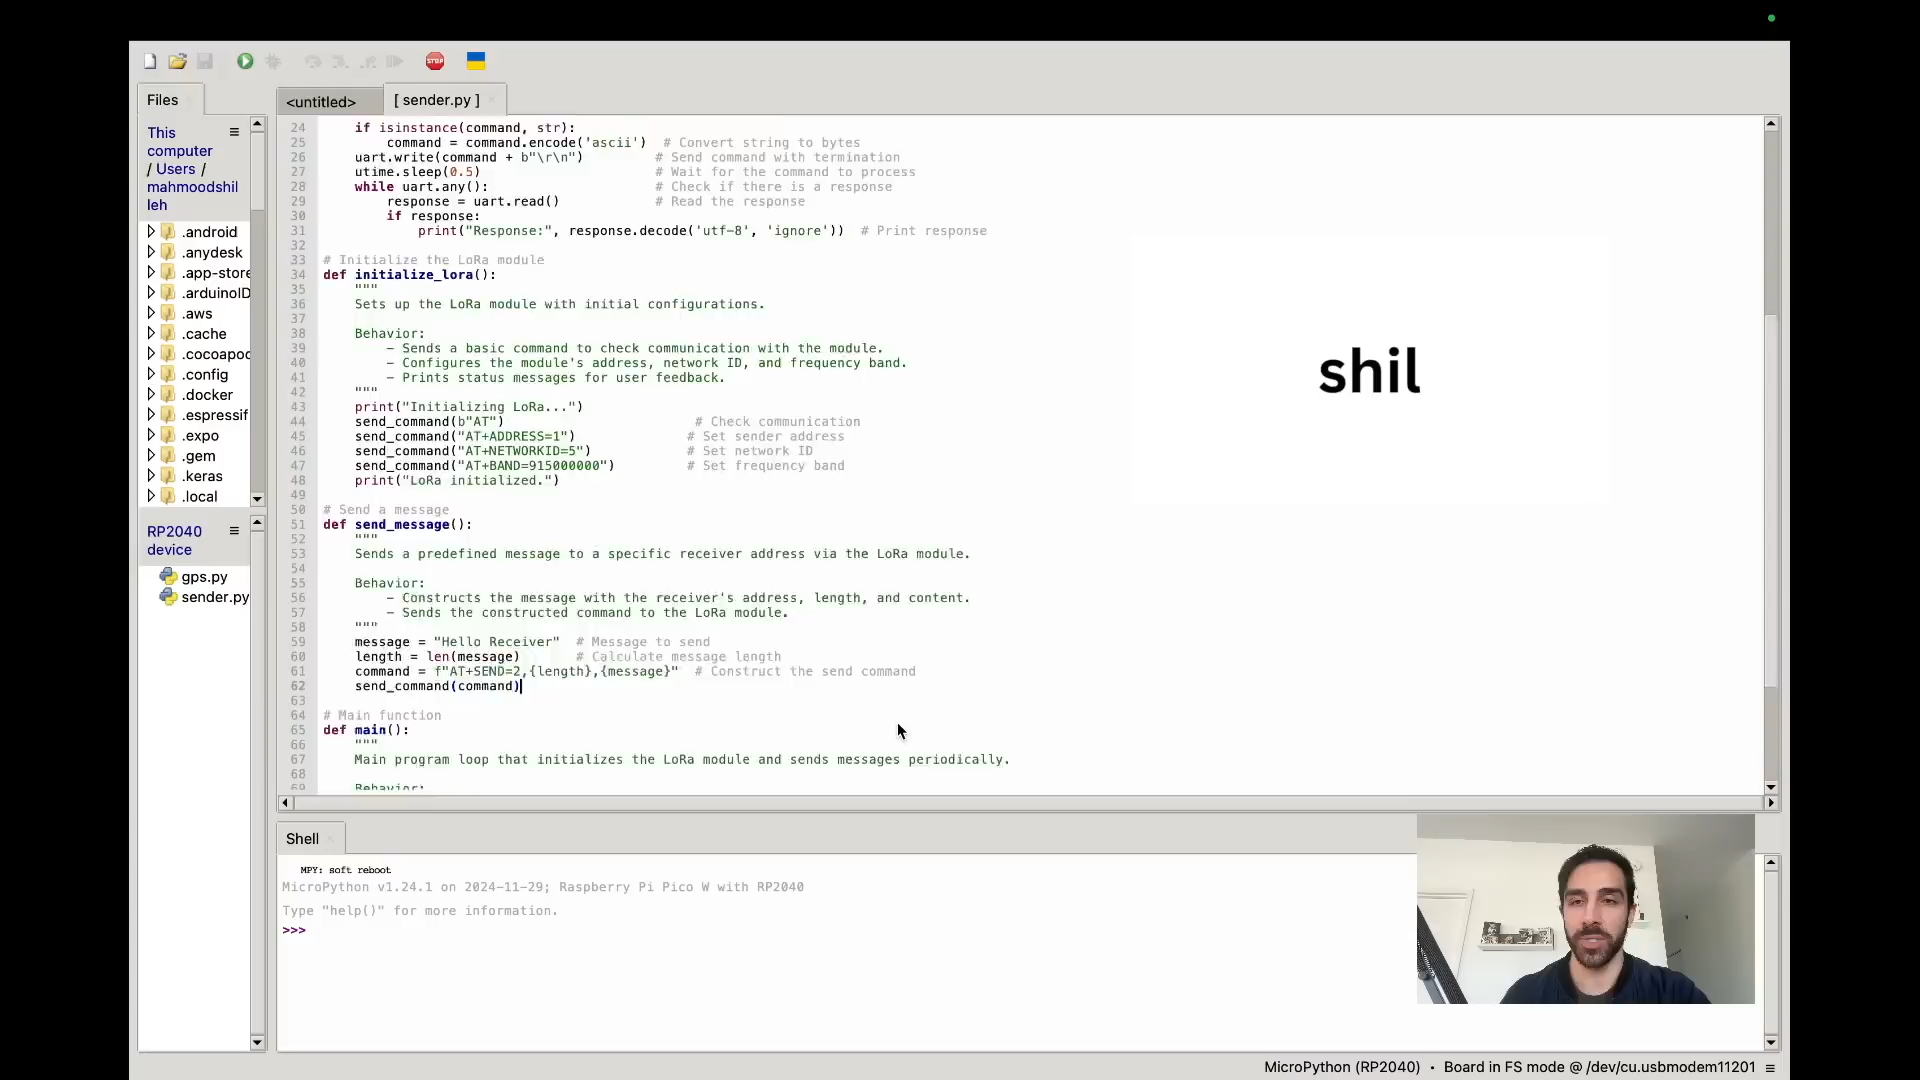 STOP
Files
<untitled>
[ sender.py ]
This
computer
/ Users /
mahmoodshil
leh
.android
.anydesk
.app-store
.arduinoID
.aws
.cache
.cocoapod
.config
.docker
.espressif
.expo
.gem
.keras
.local
RP2040
device
gps.py
sender.py
24 if isinstance(command, str):
25 command = command.encode('ascii') # Convert string to bytes
26 uart.write(command + b"\r\n") # Send command with termination
27 utime.sleep(0.5) # Wait for the command to process
28 while uart.any(): # Check if there is a response
29 response = uart.read() # Read the response
30 if response:
31 print("Response:", response.decode('utf-8', 'ignore')) # Print response
32
33 # Initialize the LoRa module
34 def initialize_lora():
35 """
36 Sets up the LoRa module with initial configurations.
37
38 Behavior:
39 - Sends a basic command to check communication with the module.
40 - Configures the module's address, network ID, and frequency band.
41 - Prints status messages for user feedback.
42 """
43 print("Initializing LoRa...")
44 send_command(b"AT") # Check communication
45 send_command("AT+ADDRESS=1") # Set sender address
46 send_command("AT+NETWORKID=5") # Set network ID
47 send_command("AT+BAND=915000000") # Set frequency band
48 print("LoRa initialized.")
49
50 # Send a message
51 def send_message():
52 """
53 Sends a predefined message to a specific receiver address via the LoRa module.
54
55 Behavior:
56 - Constructs the message with the receiver's address, length, and content.
57 - Sends the constructed command to the LoRa module.
58 """
59 message = "Hello Receiver" # Message to send
60 length = len(message) # Calculate message length
61 command = f"AT+SEND=2,{length},{message}" # Construct the send command
62 send_command(command)
63
64 # Main function
65 def main():
66 """
67 Main program loop that initializes the LoRa module and sends messages periodically.
68
69 Behavior:
shil
Shell
MPY: soft reboot
MicroPython v1.24.1 on 2024-11-29; Raspberry Pi Pico W with RP2040
Type "help()" for more information.
>>>
MicroPython (RP2040) • Board in FS mode @ /dev/cu.usbmodem11201